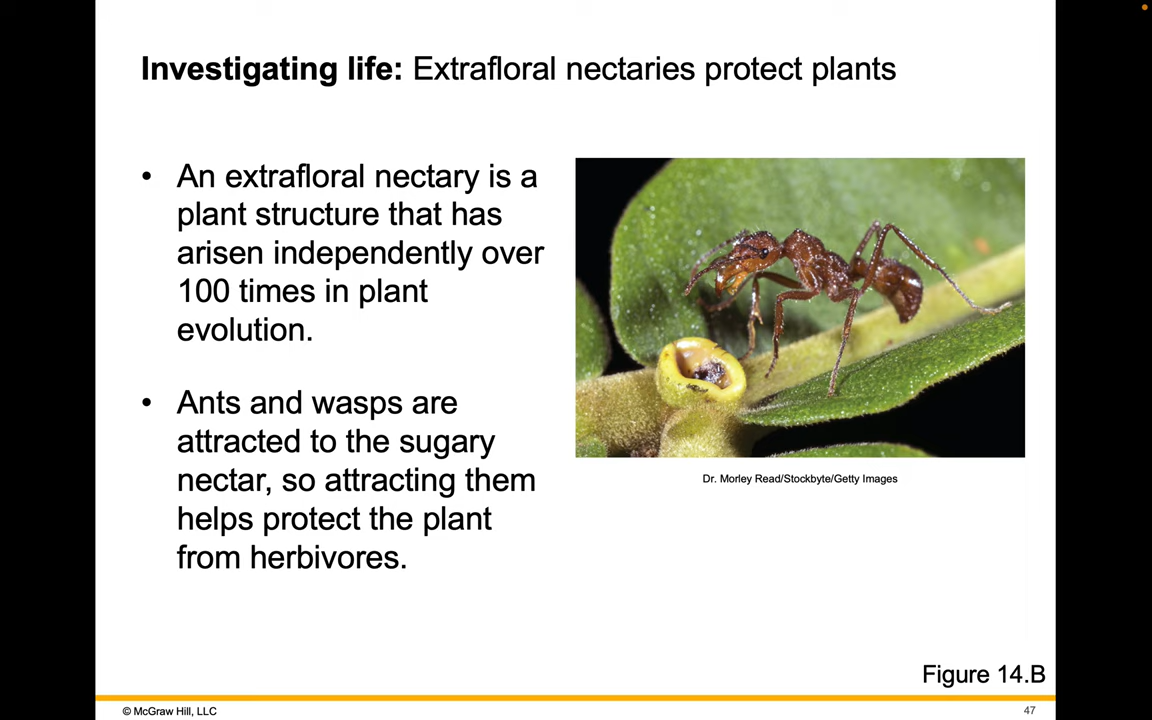 Investigating life: Extrafloral nectaries protect plants
• An extrafloral nectary is a
plant structure that has
arisen independently over
100 times in plant
evolution.
• Ants and wasps are
attracted to the sugary
nectar, so attracting them
helps protect the plant
from herbivores.
Dr. Morley Read/Stockbyte/Getty Images
Figure 14.B
© McGraw Hill, LLC
47